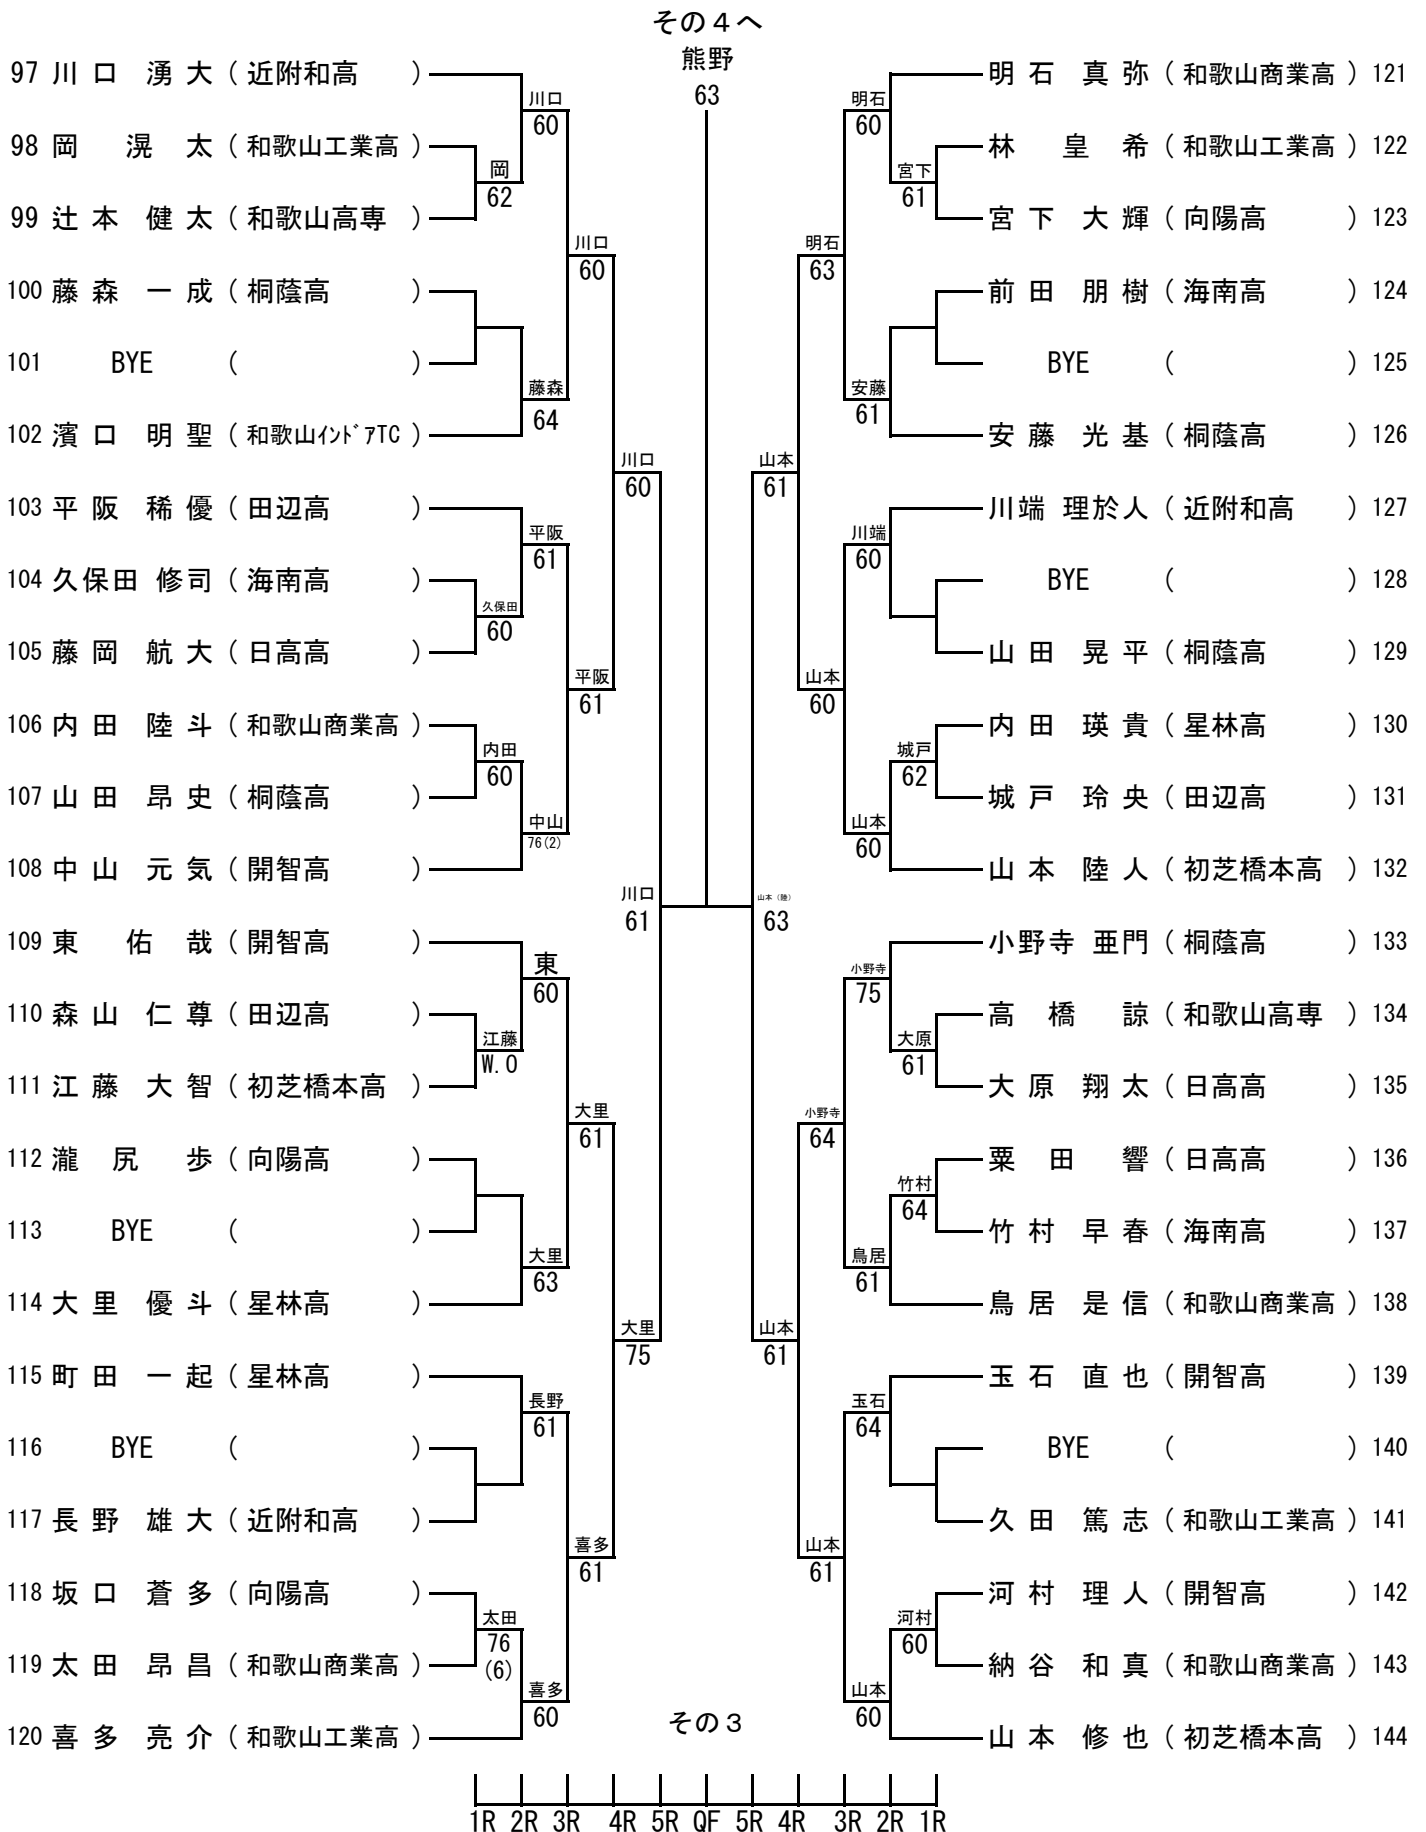 その４へ
熊野
63
97 川口 湧大 ( 近附和高 )
川口
60
98 岡 滉太 ( 和歌山工業高 )
岡
62
99 辻本 健太 ( 和歌山高専 )
川口
60
100 藤森 一成 ( 桐蔭高 )
101 BYE ( )
藤森
64
102 濱口 明聖 ( 和歌山ｲﾝﾄﾞｱTC )
川口
60
103 平阪 稀優 ( 田辺高 )
平阪
61
104 久保田 修司 ( 海南高 )
久保田
60
105 藤岡 航大 ( 日高高 )
平阪
61
106 内田 陸斗 ( 和歌山商業高 )
内田
60
107 山田 昂史 ( 桐蔭高 )
中山
76(2)
108 中山 元気 ( 開智高 )
川口
61
109 東 佑哉 ( 開智高 )
東
60
110 森山 仁尊 ( 田辺高 )
江藤
W.O
111 江藤 大智 ( 初芝橋本高 )
大里
61
112 瀧尻 歩 ( 向陽高 )
113 BYE ( )
大里
63
114 大里 優斗 ( 星林高 )
大里
75
115 町田 一起 ( 星林高 )
長野
61
116 BYE ( )
117 長野 雄大 ( 近附和高 )
喜多
61
118 坂口 蒼多 ( 向陽高 )
太田
76
(6)
119 太田 昂昌 ( 和歌山商業高 )
喜多
60
120 喜多 亮介 ( 和歌山工業高 )
明石 真弥 ( 和歌山商業高 ) 121
明石
60
林 皇希 ( 和歌山工業高 ) 122
宮下
61
宮下 大輝 ( 向陽高 ) 123
明石
63
前田 朋樹 ( 海南高 ) 124
BYE ( ) 125
安藤
61
安藤 光基 ( 桐蔭高 ) 126
山本
61
川端 理於人 ( 近附和高 ) 127
川端
60
BYE ( ) 128
山田 晃平 ( 桐蔭高 ) 129
山本
60
内田 瑛貴 ( 星林高 ) 130
城戸
62
城戸 玲央 ( 田辺高 ) 131
山本
60
山本 陸人 ( 初芝橋本高 ) 132
山本（陸）
63
小野寺 亜門 ( 桐蔭高 ) 133
小野寺
75
高橋 諒 ( 和歌山高専 ) 134
大原
61
大原 翔太 ( 日高高 ) 135
小野寺
64
粟田 響 ( 日高高 ) 136
竹村
64
竹村 早春 ( 海南高 ) 137
鳥居
61
鳥居 是信 ( 和歌山商業高 ) 138
山本
61
玉石 直也 ( 開智高 ) 139
玉石
64
BYE ( ) 140
久田 篤志 ( 和歌山工業高 ) 141
山本
61
河村 理人 ( 開智高 ) 142
河村
60
納谷 和真 ( 和歌山商業高 ) 143
山本
60
山本 修也 ( 初芝橋本高 ) 144
その３
1R 2R 3R 4R 5R QF 5R 4R 3R 2R 1R